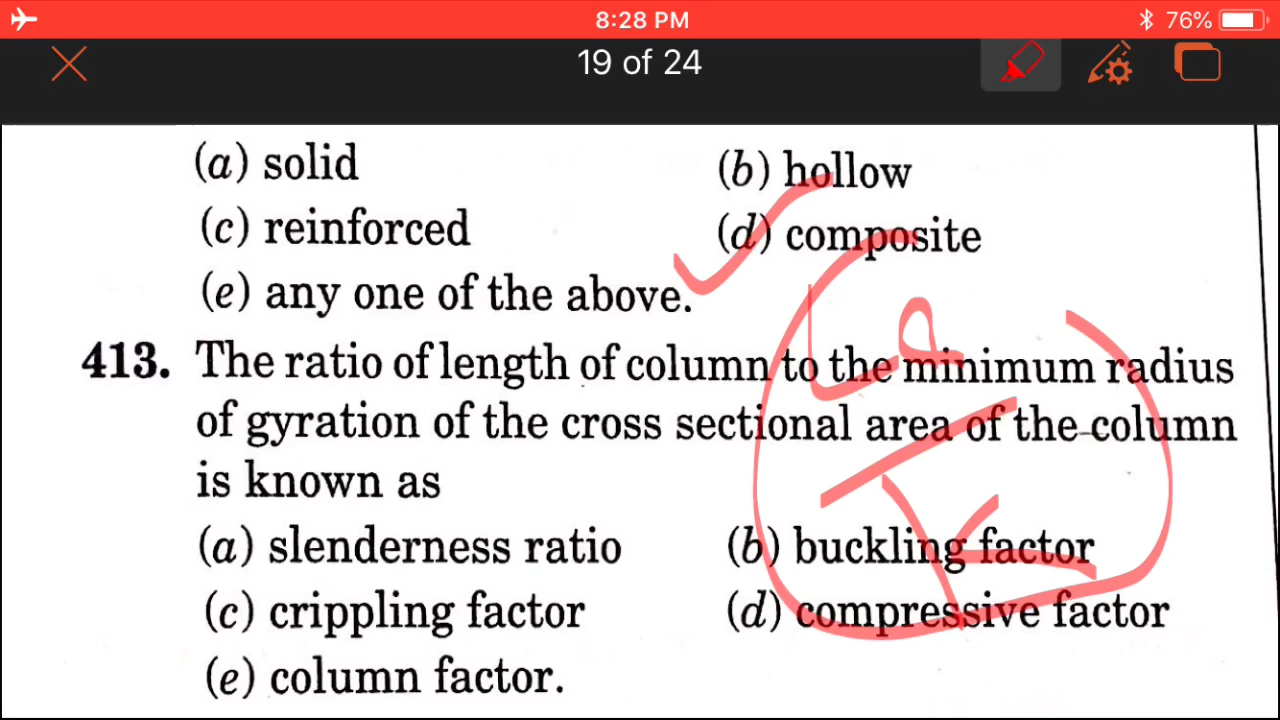 8:28 PM 76%
19 of 24
(a) solid (b) hollow
(c) reinforced (d) composite
(e) any one of the above.
413. The ratio of length of column to the minimum radius
of gyration of the cross sectional area of the column
is known as
(a) slenderness ratio (b) buckling factor
(c) crippling factor (d) compressive factor
(e) column factor.